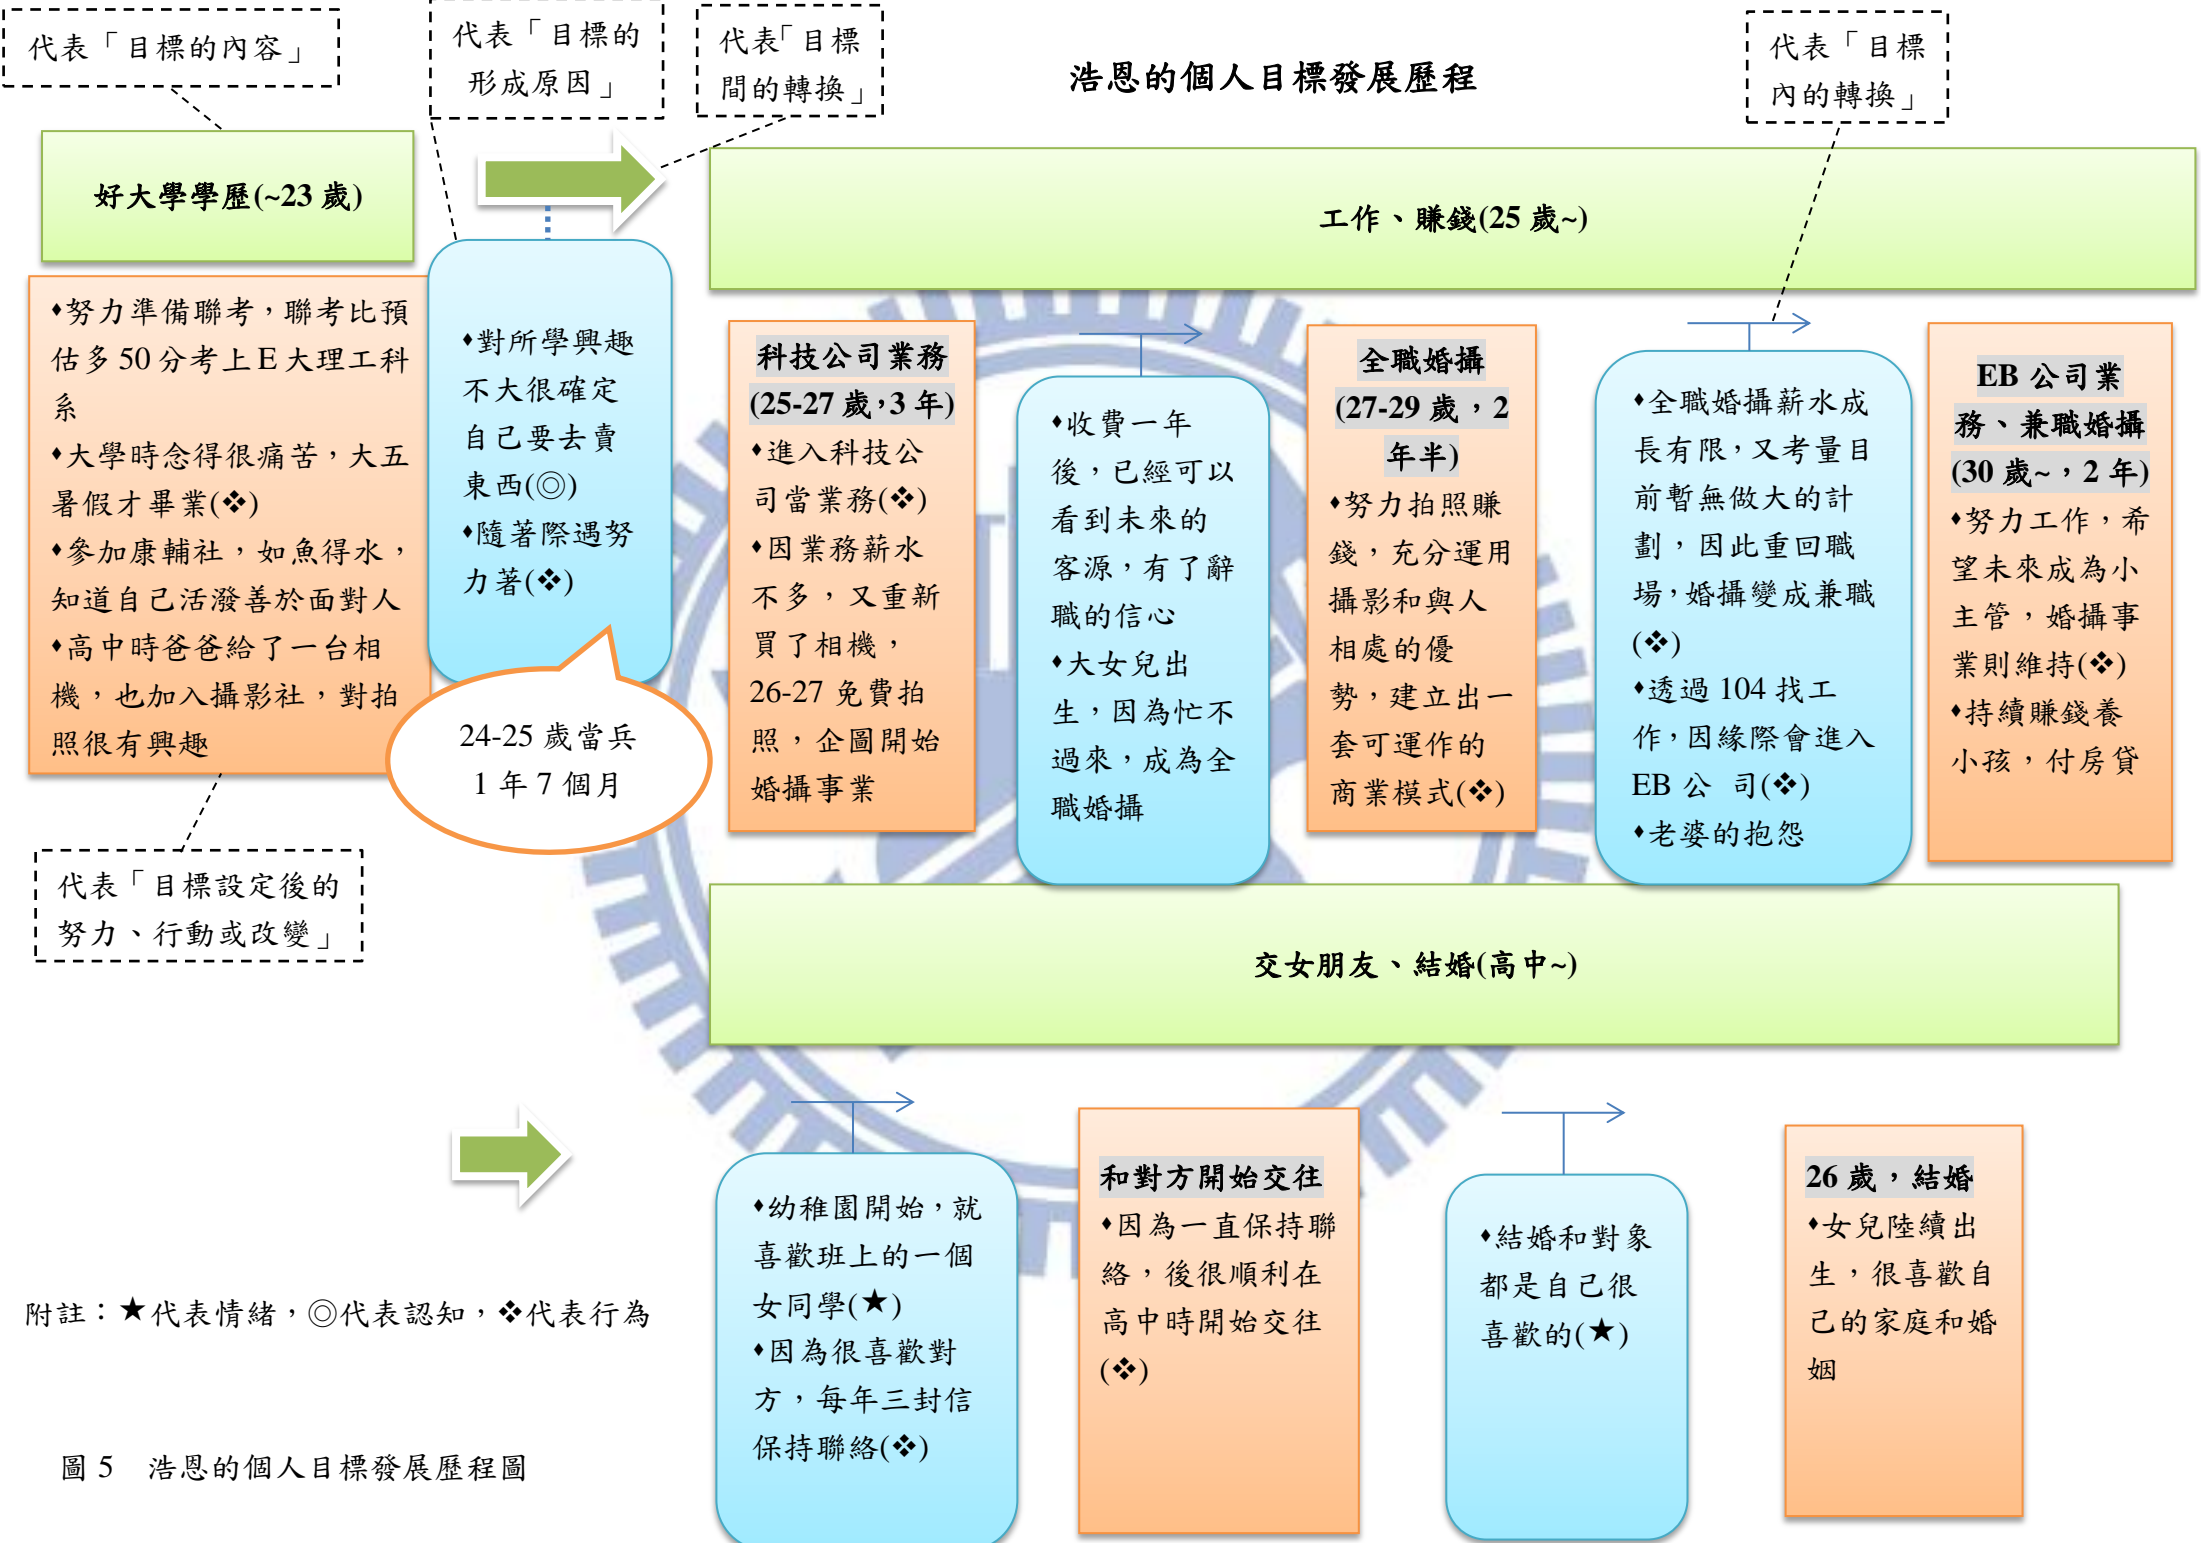 代表「目標的內容」
代表「目標的
形成原因」
代表「目標
間的轉換」
浩恩的個人目標發展歷程
代表「目標
內的轉換」
好大學學歷(~23 歲)
工作、賺錢(25 歲~)
♦努力準備聯考，聯考比預
估多 50 分考上 E 大理工科
系
♦大學時念得很痛苦，大五
暑假才畢業(❖)
♦參加康輔社，如魚得水，
知道自己活潑善於面對人
♦高中時爸爸給了一台相
機，也加入攝影社，對拍
照很有興趣
♦對所學興趣
不大很確定
自己要去賣
東西(◎)
♦隨著際遇努
力著(❖)
24-25 歲當兵
1 年 7 個月
科技公司業務
(25-27 歲，3 年)
♦進入科技公
司當業務(❖)
♦因業務薪水
不多，又重新
買了相機，
26-27 免費拍
照，企圖開始
婚攝事業
♦收費一年
後，已經可以
看到未來的
客源，有了辭
職的信心
♦大女兒出
生，因為忙不
過來，成為全
職婚攝
全職婚攝
(27-29 歲，2
年半)
♦努力拍照賺
錢，充分運用
攝影和與人
相處的優
勢，建立出一
套可運作的
商業模式(❖)
♦全職婚攝薪水成
長有限，又考量目
前暫無做大的計
劃，因此重回職
場，婚攝變成兼職
(❖)
♦透過 104 找工
作，因緣際會進入
EB 公 司(❖)
♦老婆的抱怨
EB 公司業
務、兼職婚攝
(30 歲~，2 年)
♦努力工作，希
望未來成為小
主管，婚攝事
業則維持(❖)
♦持續賺錢養
小孩，付房貸
代表「目標設定後的
努力、行動或改變」
交女朋友、結婚(高中~)
♦幼稚園開始，就
喜歡班上的一個
女同學(★)
♦因為很喜歡對
方，每年三封信
保持聯絡(❖)
和對方開始交往
♦因為一直保持聯
絡，後很順利在
高中時開始交往
(❖)
♦結婚和對象
都是自己很
喜歡的(★)
26 歲，結婚
♦女兒陸續出
生，很喜歡自
己的家庭和婚
姻
附註：★代表情緒，◎代表認知，❖代表行為
圖 5　浩恩的個人目標發展歷程圖